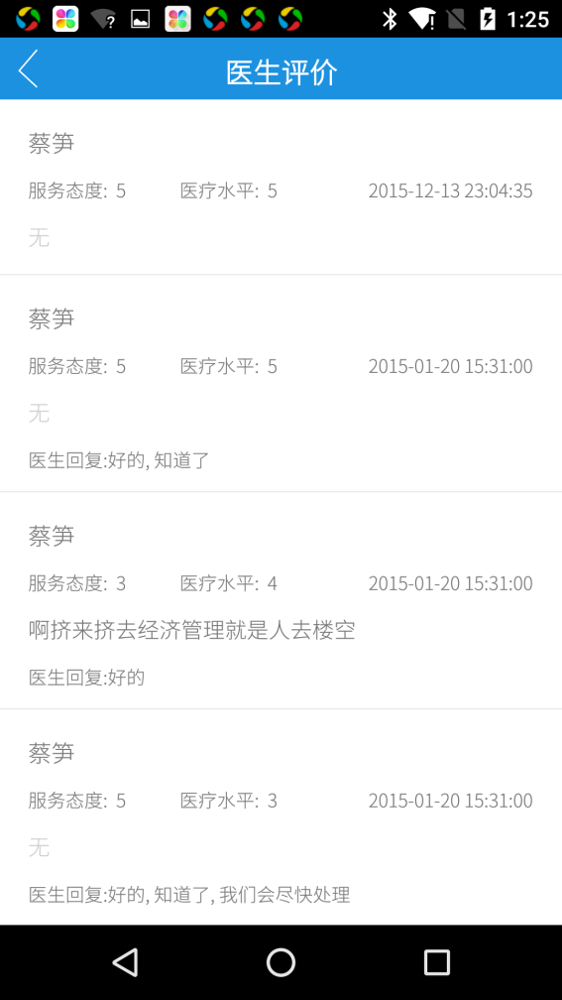 1:25
医生评价
蔡笋
服务态度: 5 医疗水平: 5 2015-12-13 23:04:35
无
蔡笋
服务态度: 5 医疗水平: 5 2015-01-20 15:31:00
无
医生回复:好的, 知道了
蔡笋
服务态度: 3 医疗水平: 4 2015-01-20 15:31:00
啊挤来挤去经济管理就是人去楼空
医生回复:好的
蔡笋
服务态度: 5 医疗水平: 3 2015-01-20 15:31:00
无
医生回复:好的, 知道了, 我们会尽快处理